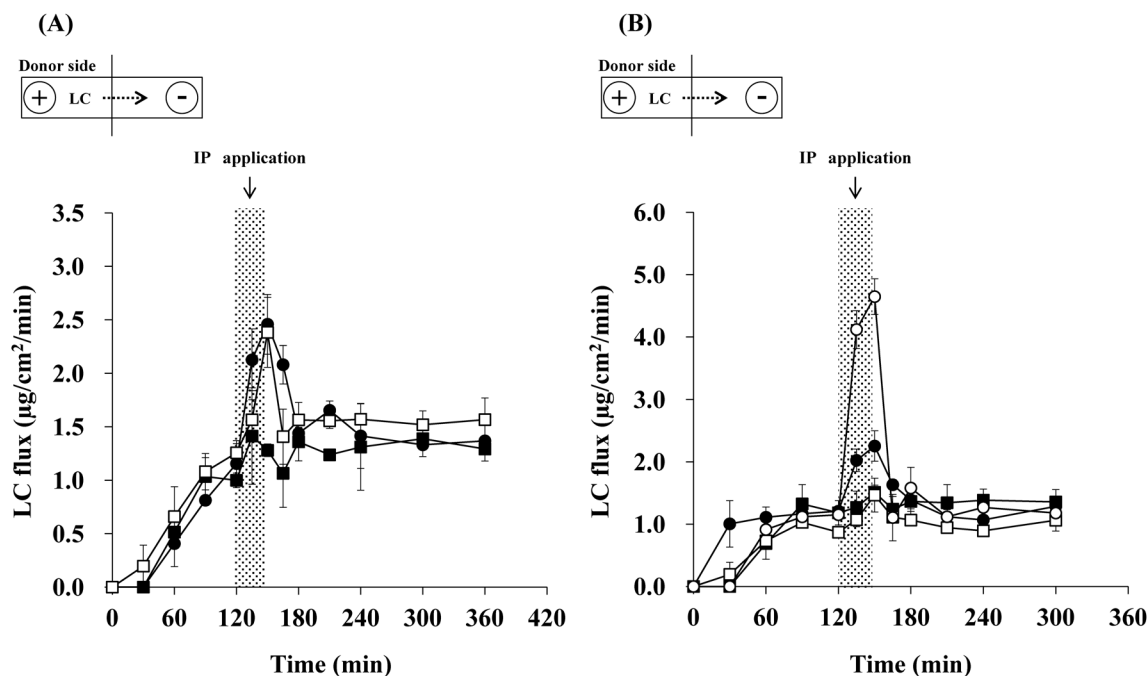 (A)
Donor side
+ LC -
IP application
3.5
3.0
2.5
2.0
1.5
1.0
0.5
0.0
LC flux (µg/cm²/min)
0 60 120 180 240 300 360 420
Time (min)
(B)
Donor side
+ LC -
IP application
6.0
5.0
4.0
3.0
2.0
1.0
0.0
LC flux (µg/cm²/min)
0 60 120 180 240 300 360
Time (min)